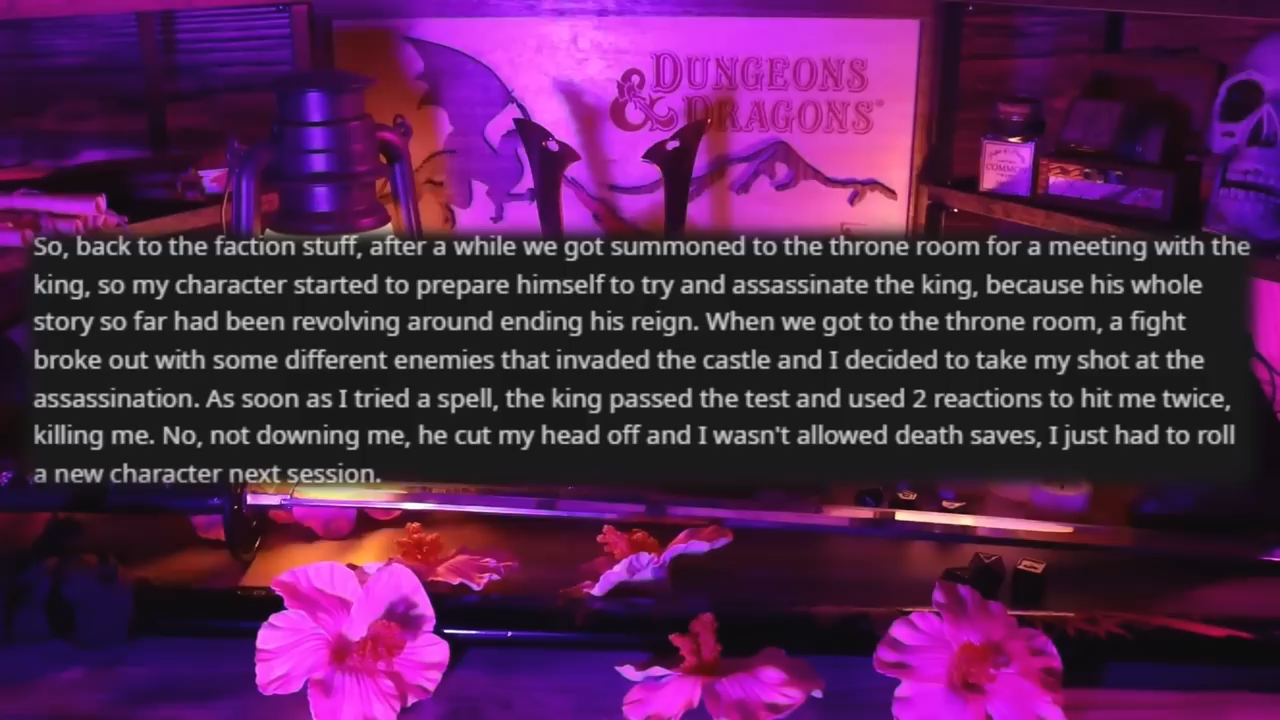 DUNGEONS
& DRAGONS®
COMMON
So, back to the faction stuff, after a while we got summoned to the throne room for a meeting with the
king, so my character started to prepare himself to try and assassinate the king, because his whole
story so far had been revolving around ending his reign. When we got to the throne room, a fight
broke out with some different enemies that invaded the castle and I decided to take my shot at the
assassination. As soon as I tried a spell, the king passed the test and used 2 reactions to hit me twice,
killing me. No, not downing me, he cut my head off and I wasn't allowed death saves, I just had to roll
a new character next session.